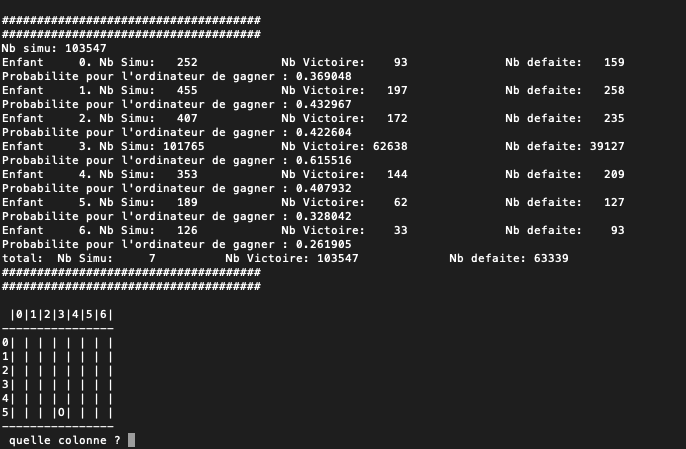 #####################################
#####################################
Nb simu: 103547
Enfant     0. Nb Simu:   252            Nb Victoire:    93              Nb defaite:   159
Probabilite pour l'ordinateur de gagner : 0.369048
Enfant     1. Nb Simu:   455            Nb Victoire:   197              Nb defaite:   258
Probabilite pour l'ordinateur de gagner : 0.432967
Enfant     2. Nb Simu:   407            Nb Victoire:   172              Nb defaite:   235
Probabilite pour l'ordinateur de gagner : 0.422604
Enfant     3. Nb Simu: 101765           Nb Victoire: 62638              Nb defaite: 39127
Probabilite pour l'ordinateur de gagner : 0.615516
Enfant     4. Nb Simu:   353            Nb Victoire:   144              Nb defaite:   209
Probabilite pour l'ordinateur de gagner : 0.407932
Enfant     5. Nb Simu:   189            Nb Victoire:    62              Nb defaite:   127
Probabilite pour l'ordinateur de gagner : 0.328042
Enfant     6. Nb Simu:   126            Nb Victoire:    33              Nb defaite:    93
Probabilite pour l'ordinateur de gagner : 0.261905
total:  Nb Simu:     7          Nb Victoire: 103547             Nb defaite: 63339
#####################################
#####################################
 |0|1|2|3|4|5|6|
----------------
0| | | | | | | |
1| | | | | | | |
2| | | | | | | |
3| | | | | | | |
4| | | | | | | |
5| | | |O| | | |
----------------
 quelle colonne ?